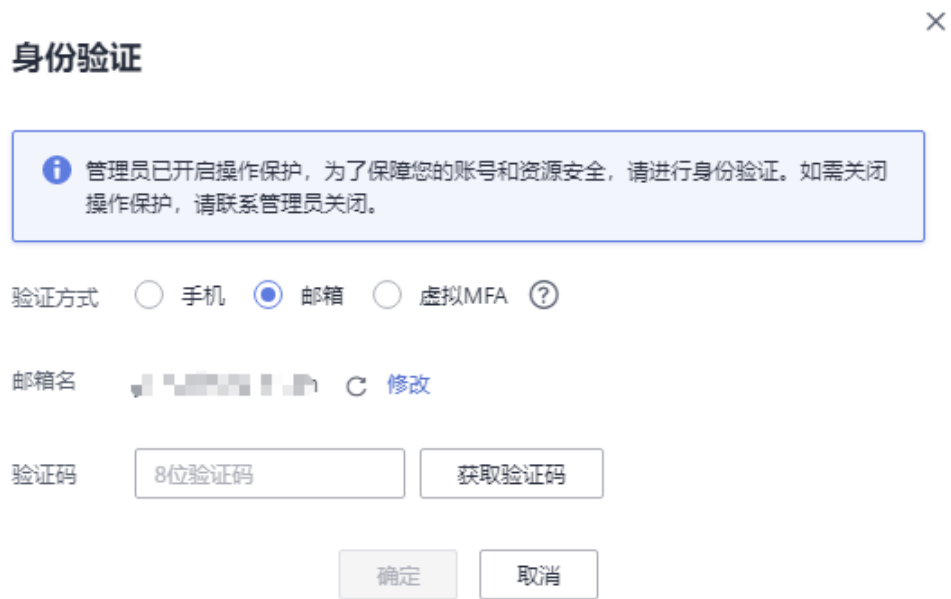 身份验证
管理员已开启操作保护，为了保障您的账号和资源安全，请进行身份验证。如需关闭
操作保护，请联系管理员关闭。
验证方式 手机 邮箱 虚拟MFA
邮箱名 修改
验证码 8位验证码 获取验证码
确定 取消